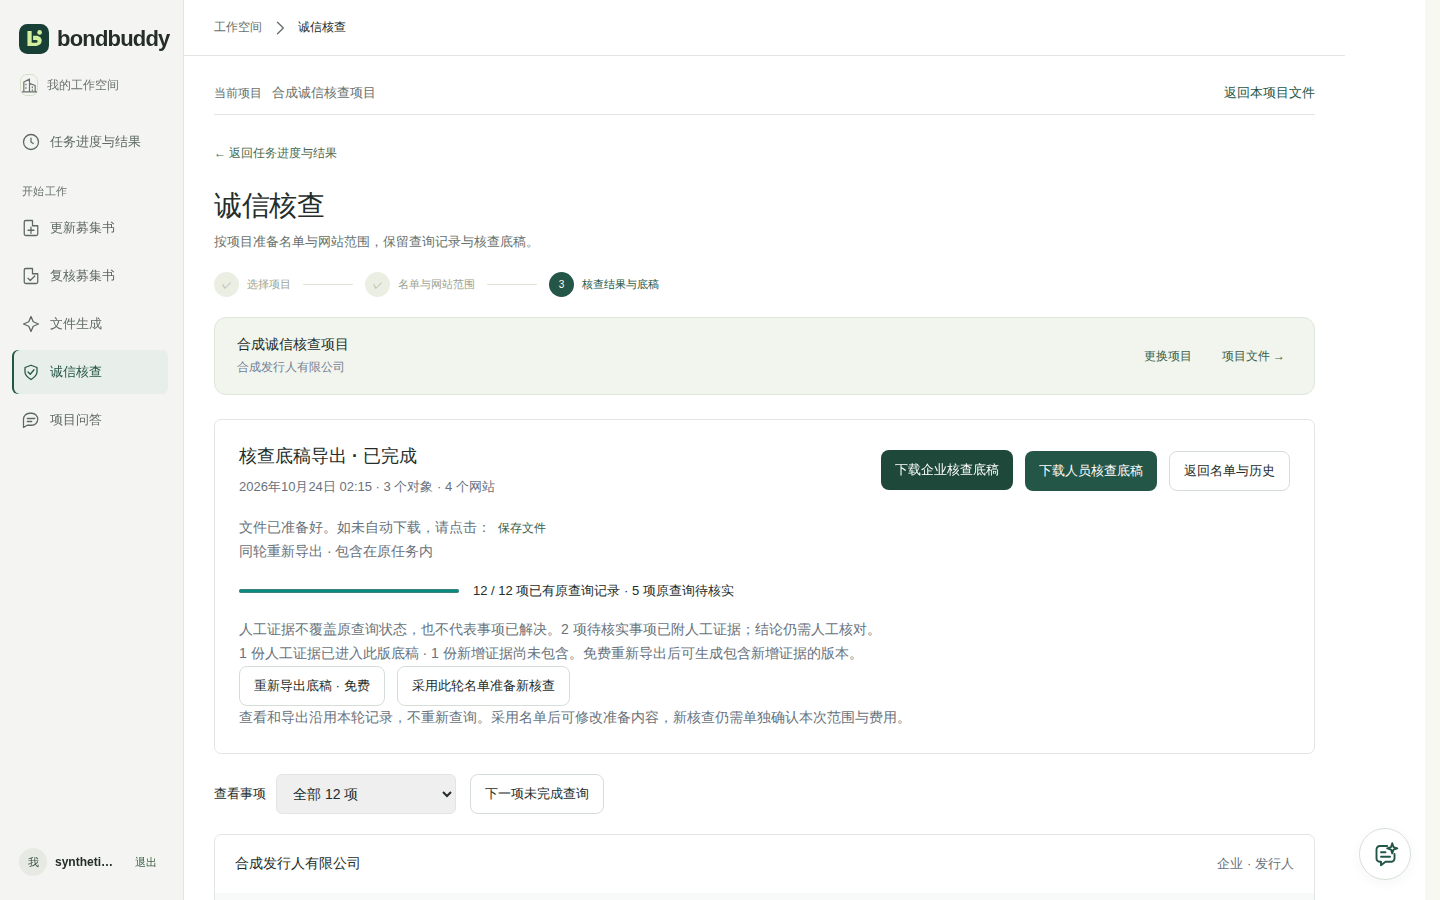 bondbuddy
我的工作空间
任务进度与结果
开始工作
更新募集书
复核募集书
文件生成
诚信核查
项目问答
我 syntheti... 退出
工作空间 诚信核查
当前项目 合成诚信核查项目 返回本项目文件
← 返回任务进度与结果
诚信核查
按项目准备名单与网站范围，保留查询记录与核查底稿。
选择项目 名单与网站范围 3 核查结果与底稿
合成诚信核查项目
合成发行人有限公司
更换项目 项目文件 →
核查底稿导出 · 已完成
2026年10月24日 02:15 · 3 个对象 · 4 个网站
下载企业核查底稿 下载人员核查底稿 返回名单与历史
文件已准备好。如未自动下载，请点击： 保存文件
同轮重新导出 · 包含在原任务内
12 / 12 项已有原查询记录 · 5 项原查询待核实
人工证据不覆盖原查询状态，也不代表事项已解决。2 项待核实事项已附人工证据；结论仍需人工核对。
1 份人工证据已进入此版底稿 · 1 份新增证据尚未包含。免费重新导出后可生成包含新增证据的版本。
重新导出底稿 · 免费 采用此轮名单准备新核查
查看和导出沿用本轮记录，不重新查询。采用名单后可修改准备内容，新核查仍需单独确认本次范围与费用。
查看事项 全部 12 项 下一项未完成查询
合成发行人有限公司 企业 · 发行人